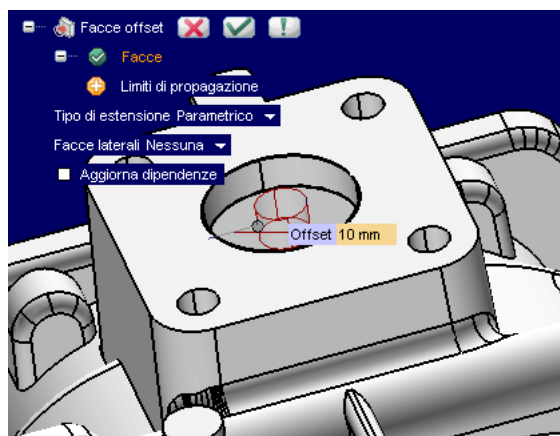 Facce offset
Facce
Limiti di propagazione
Tipo di estensione Parametrico
Facce laterali Nessuna
Aggiorna dipendenze
Offset 10 mm